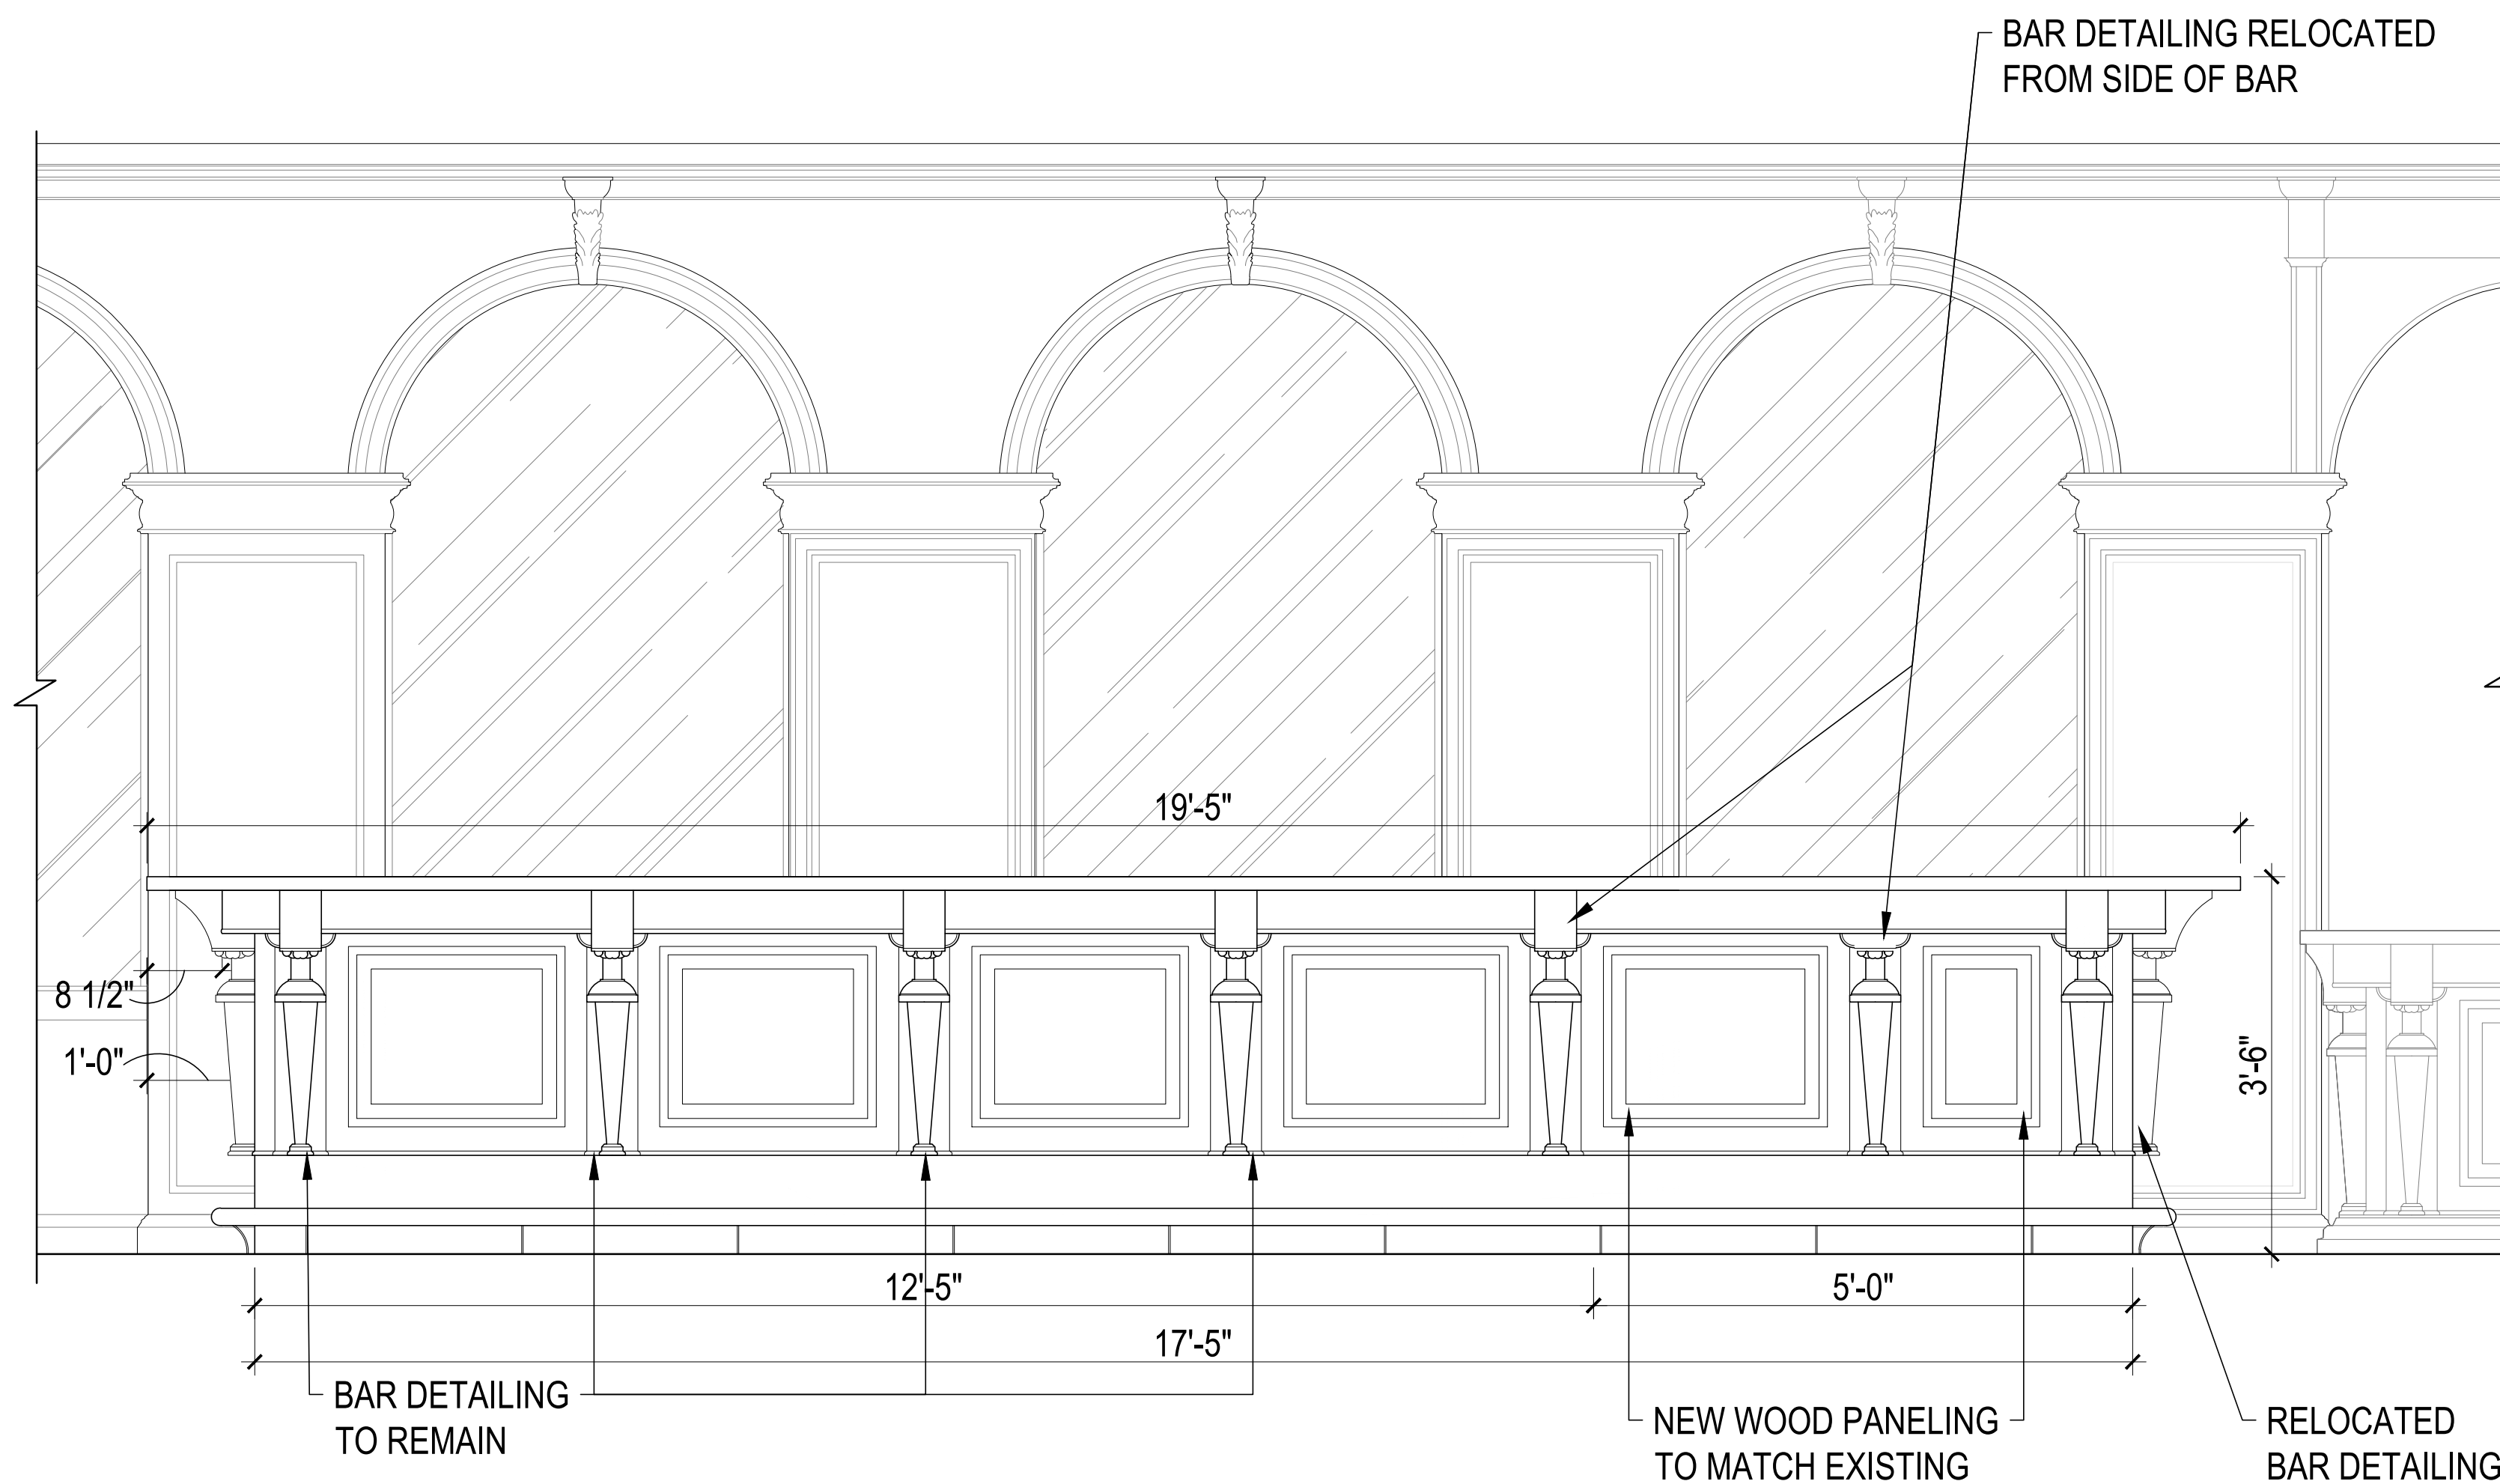 BAR DETAILING RELOCATED
FROM SIDE OF BAR
19'-5"
8 1/2"
1'-0"
3'-6"
12'-5"
5'-0"
17'-5"
BAR DETAILING
TO REMAIN
NEW WOOD PANELING
TO MATCH EXISTING
RELOCATED
BAR DETAILING